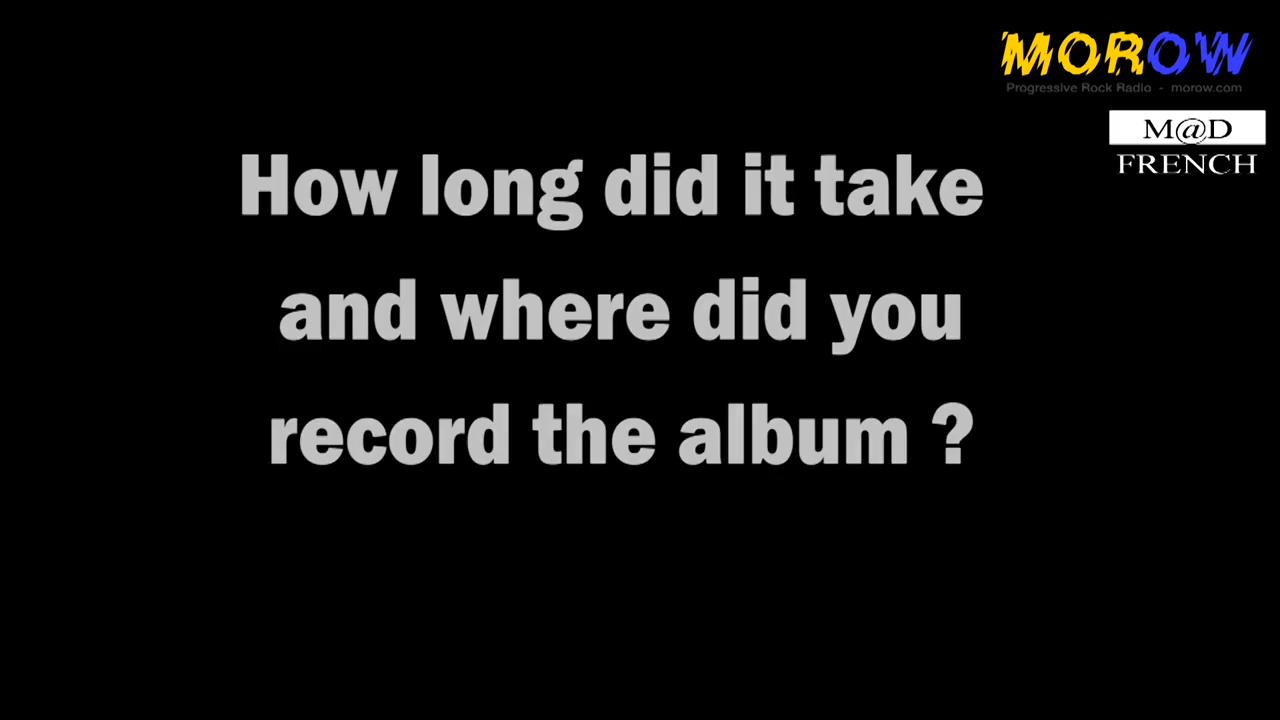 MOROW
Progressive Rock Radio - morow.com
M@D
FRENCH
How long did it take
and where did you
record the album ?